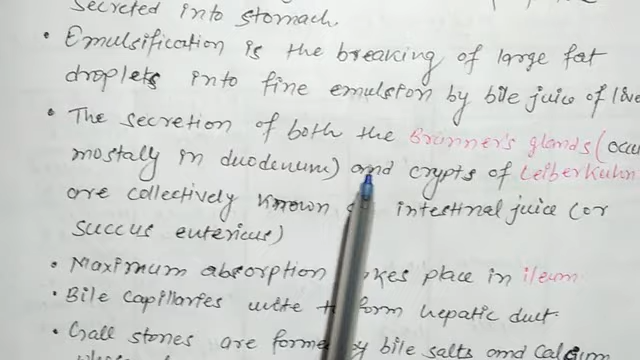 secreted into stomach.
• Emulsification is the breaking of large fat
droplets into fine emulsion by bile juice of live
• The secretion of both the Brunner's glands (occu
mostaly in duodenum) and crypts of Leiberkuhn
are collectively known intestinal juice (or
succus entericus)
• Maximum absorption takes place in ileum
• Bile capillaries unite to form hepatic duct.
• Gall stones are formed by bile salts and calcium